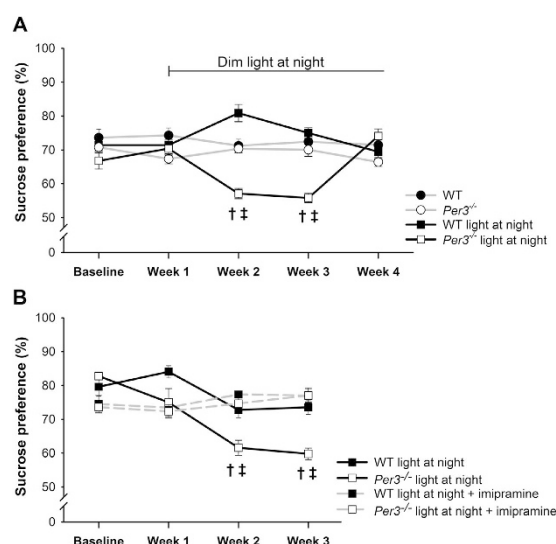 A
Dim light at night
Sucrose preference (%)
100
90
80
70
60
50
0
Baseline Week 1 Week 2 Week 3 Week 4
†‡ †‡
WT
Per3-/-
WT light at night
Per3-/- light at night
B
Sucrose preference (%)
100
90
80
70
60
50
0
Baseline Week 1 Week 2 Week 3
†‡ †‡
WT light at night
Per3-/- light at night
WT light at night + imipramine
Per3-/- light at night + imipramine